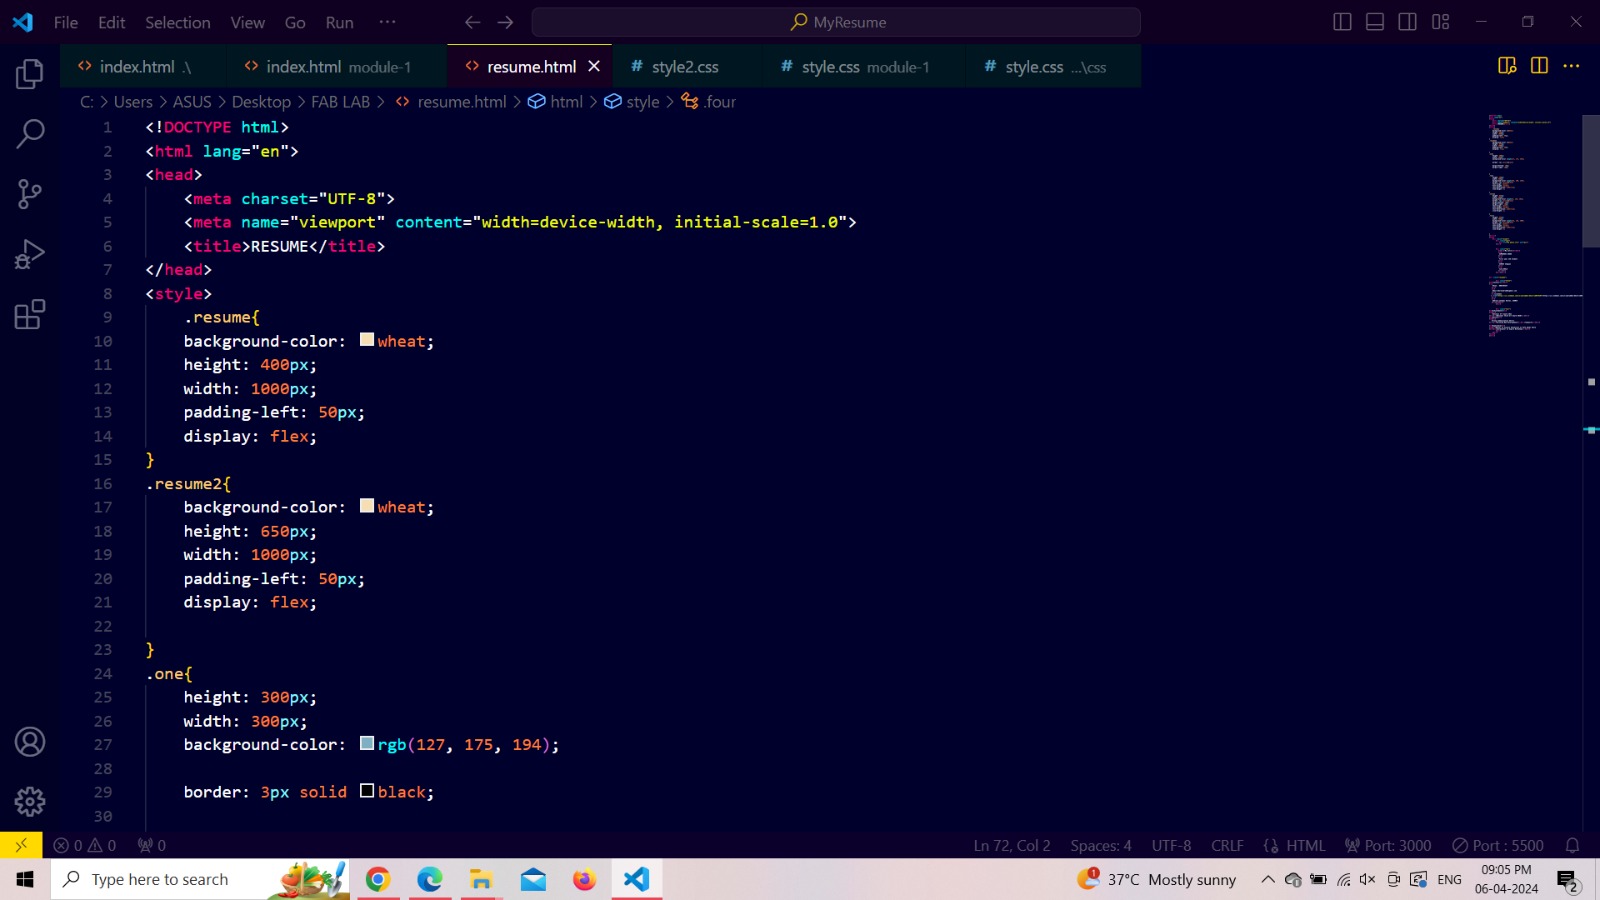 File Edit Selection View Go Run ··· MyResume
index.html .\ index.html module-1 resume.html style2.css style.css module-1 style.css ...\css
C: > Users > ASUS > Desktop > FAB LAB > resume.html > html > style > .four
1 <!DOCTYPE html>
2 <html lang="en">
3 <head>
4 <meta charset="UTF-8">
5 <meta name="viewport" content="width=device-width, initial-scale=1.0">
6 <title>RESUME</title>
7 </head>
8 <style>
9 .resume{
10 background-color: wheat;
11 height: 400px;
12 width: 1000px;
13 padding-left: 50px;
14 display: flex;
15 }
16 .resume2{
17 background-color: wheat;
18 height: 650px;
19 width: 1000px;
20 padding-left: 50px;
21 display: flex;
22
23 }
24 .one{
25 height: 300px;
26 width: 300px;
27 background-color: rgb(127, 175, 194);
28
29 border: 3px solid black;
30
0 0 0 Ln 72, Col 2 Spaces: 4 UTF-8 CRLF HTML Port: 3000 Port : 5500
Type here to search 1 37°C Mostly sunny ENG 09:05 PM 2
06-04-2024